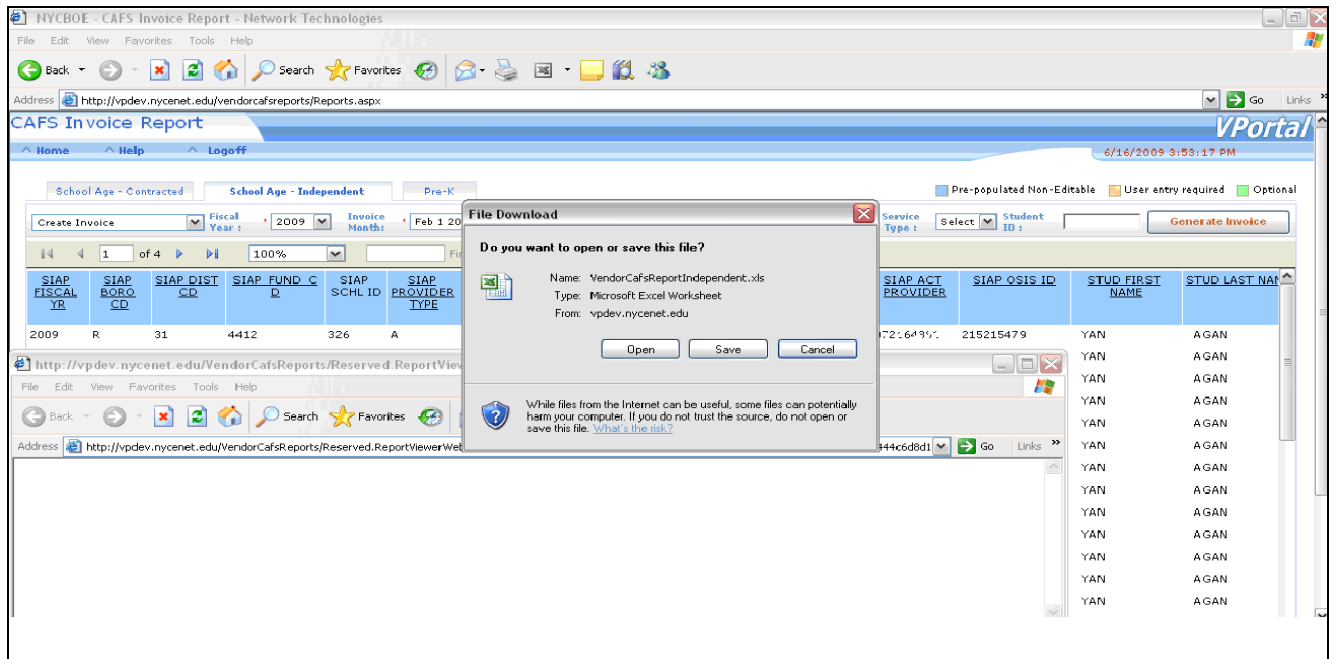 NYCBOE - CAFS Invoice Report - Network Technologies
File Edit View Favorites Tools Help
Back Search Favorites
Address http://vpdev.nycenet.edu/vendorcafsreports/Reports.aspx Go Links »
CAFS Invoice Report VPortal
^ Home ^ Help ^ Logoff 6/16/2009 3:53:17 PM
School Age - Contracted School Age - Independent Pre-K Pre-populated Non-Editable User entry required Optional
Create Invoice Fiscal Year : * 2009 Invoice Month: * Feb 1 20 Service Type : Select Student ID : Generate Invoice
1 of 4 100% Fi
SIAP FISCAL YR SIAP BORO CD SIAP DIST CD SIAP FUND C D SIAP SCHL ID SIAP PROVIDER TYPE SIAP ACT PROVIDER SIAP OSIS ID STUD FIRST NAME STUD LAST NAM
2009 R 31 4412 326 A 215215479 YAN AGAN
File Download
Do you want to open or save this file?
Name: VendorCafsReportIndependent.xls
Type: Microsoft Excel Worksheet
From: vpdev.nycenet.edu
Open Save Cancel
While files from the Internet can be useful, some files can potentially
harm your computer. If you do not trust the source, do not open or
save this file. What's the risk?
http://vpdev.nycenet.edu/VendorCafsReports/Reserved.ReportView
File Edit View Favorites Tools Help
Back Search Favorites
Address http://vpdev.nycenet.edu/VendorCafsReports/Reserved.ReportViewerWeb 444c6d8d1 Go Links »
YAN AGAN
YAN AGAN
YAN AGAN
YAN AGAN
YAN AGAN
YAN AGAN
YAN AGAN
YAN AGAN
YAN AGAN
YAN AGAN
YAN AGAN
YAN AGAN